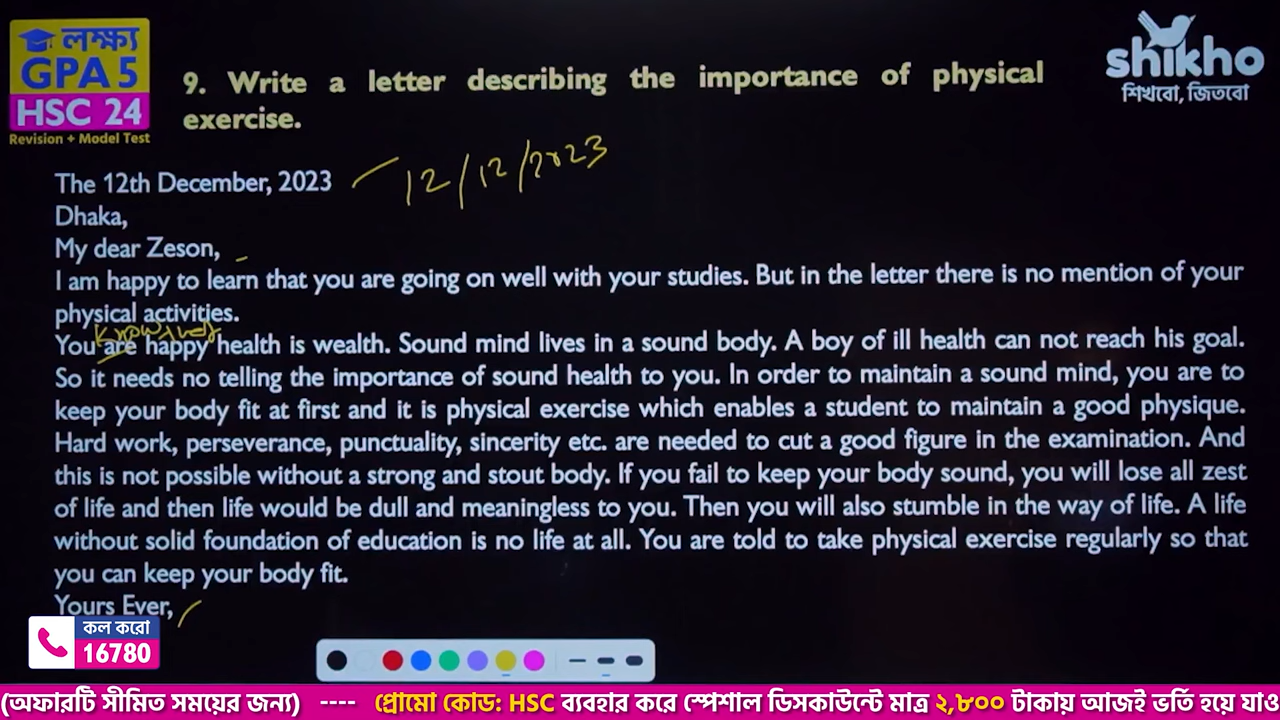 লক্ষ্য
GPA 5
HSC 24
Revision + Model Test
shikho
শিখবো, জিতবো
9. Write a letter describing the importance of physical
exercise.
The 12th December, 2023
12/12/2023
Dhaka,
My dear Zeson,
I am happy to learn that you are going on well with your studies. But in the letter there is no mention of your
physical activities.
You are happy health is wealth. Sound mind lives in a sound body. A boy of ill health can not reach his goal.
So it needs no telling the importance of sound health to you. In order to maintain a sound mind, you are to
keep your body fit at first and it is physical exercise which enables a student to maintain a good physique.
Hard work, perseverance, punctuality, sincerity etc. are needed to cut a good figure in the examination. And
this is not possible without a strong and stout body. If you fail to keep your body sound, you will lose all zest
of life and then life would be dull and meaningless to you. Then you will also stumble in the way of life. A life
without solid foundation of education is no life at all. You are told to take physical exercise regularly so that
you can keep your body fit.
Yours Ever,
কল করো
16780
(অফারটি সীমিত সময়ের জন্য) ---- প্রোমো কোড: HSC ব্যবহার করে স্পেশাল ডিসকাউন্টে মাত্র ২,৮০০ টাকায় আজই ভর্তি হয়ে যাও